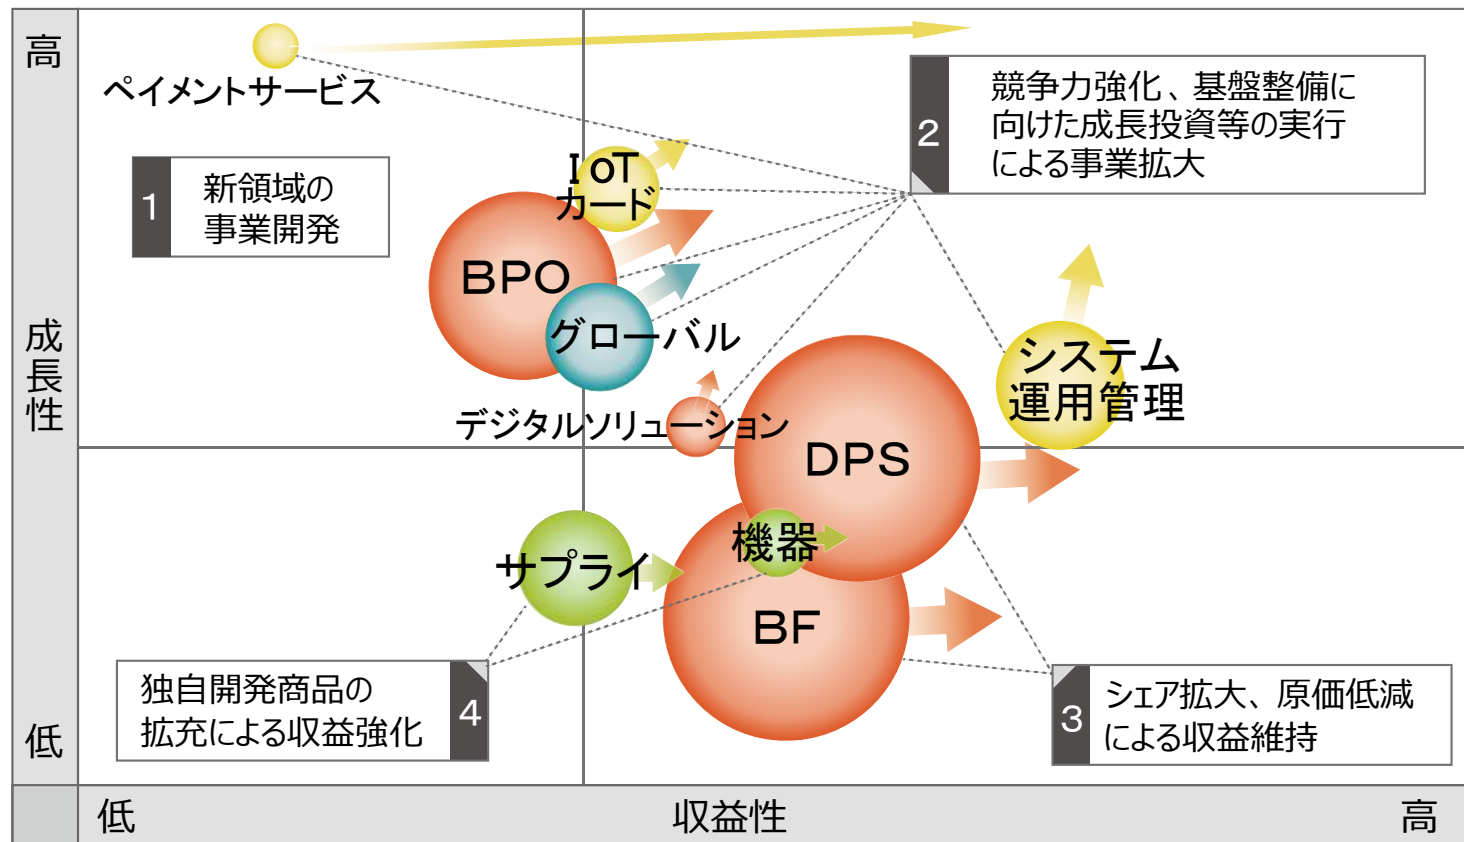 高
ペイメントサービス
1
新領域の
事業開発
2
競争力強化、基盤整備に
向けた成長投資等の実行
による事業拡大
IoT
カード
BPO
グローバル
デジタルソリューション
システム
運用管理
成長性
DPS
機器
サプライ
BF
独自開発商品の
拡充による収益強化
4
3
シェア拡大、原価低減
による収益維持
低
低
収益性
高